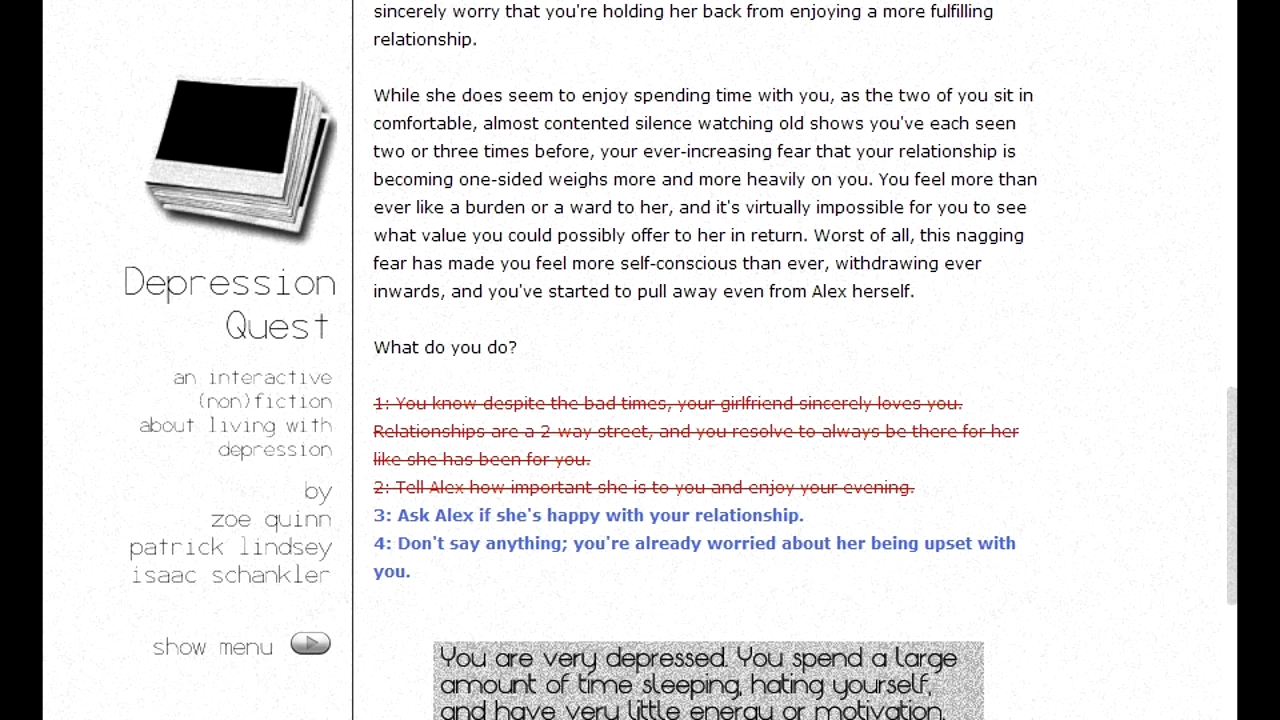 sincerely worry that you're holding her back from enjoying a more fulfilling
relationship.
While she does seem to enjoy spending time with you, as the two of you sit in
comfortable, almost contented silence watching old shows you've each seen
two or three times before, your ever-increasing fear that your relationship is
becoming one-sided weighs more and more heavily on you. You feel more than
ever like a burden or a ward to her, and it's virtually impossible for you to see
what value you could possibly offer to her in return. Worst of all, this nagging
fear has made you feel more self-conscious than ever, withdrawing ever
inwards, and you've started to pull away even from Alex herself.
What do you do?
1: You know despite the bad times, your girlfriend sincerely loves you.
Relationships are a 2-way street, and you resolve to always be there for her
like she has been for you.
2: Tell Alex how important she is to you and enjoy your evening.
3: Ask Alex if she's happy with your relationship.
4: Don't say anything; you're already worried about her being upset with
you.
You are very depressed. You spend a large
amount of time sleeping, hating yourself,
and have very little energy or motivation.
Depression
Quest
an interactive
(non)fiction
about living with
depression
by
zoe quinn
patrick lindsey
isaac schankler
show menu